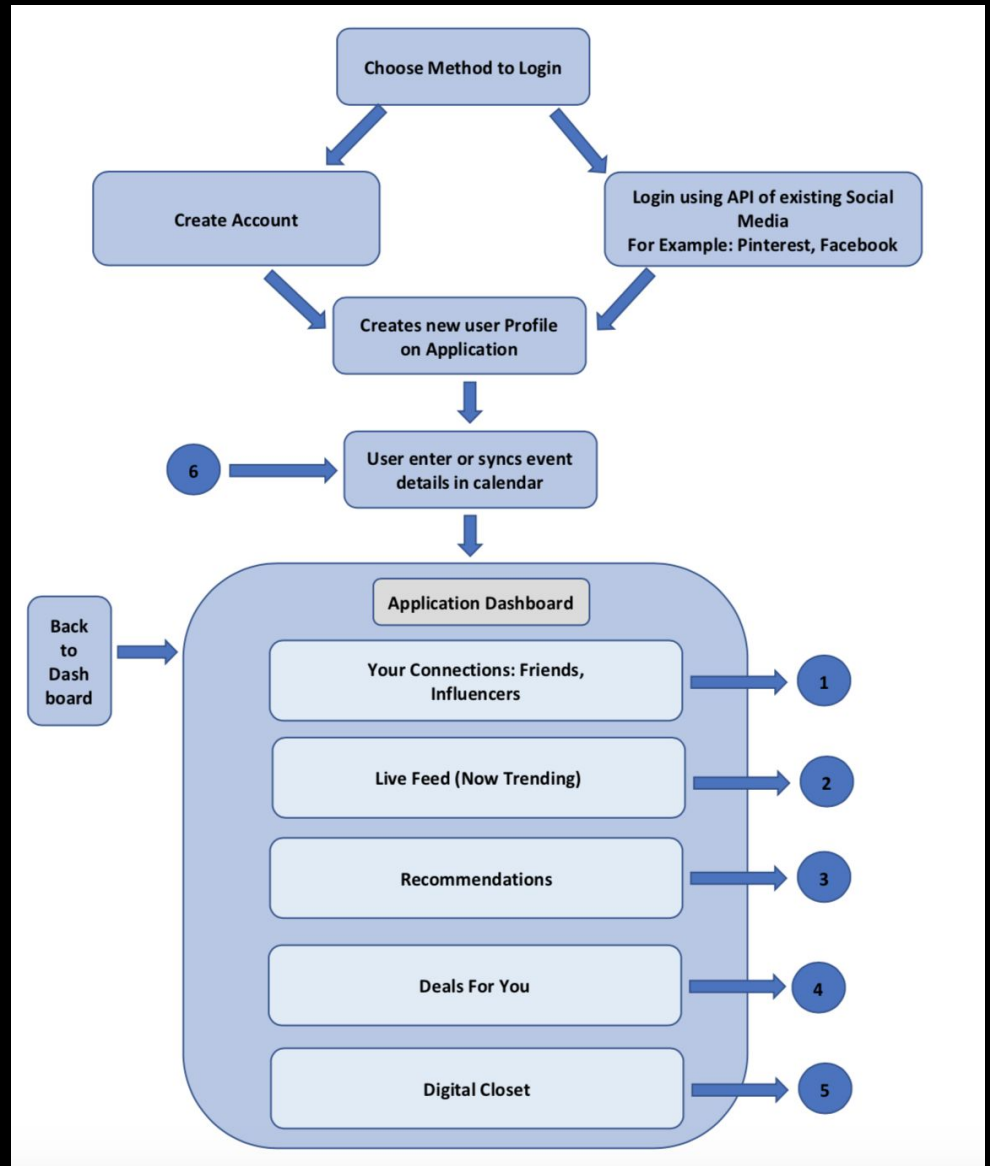 Choose Method to Login
Create Account
Login using API of existing Social
Media
For Example: Pinterest, Facebook
Creates new user Profile
on Application
6
User enter or syncs event
details in calendar
Application Dashboard
Back
to
Dash
board
Your Connections: Friends,
Influencers
1
Live Feed (Now Trending)
2
Recommendations
3
Deals For You
4
Digital Closet
5